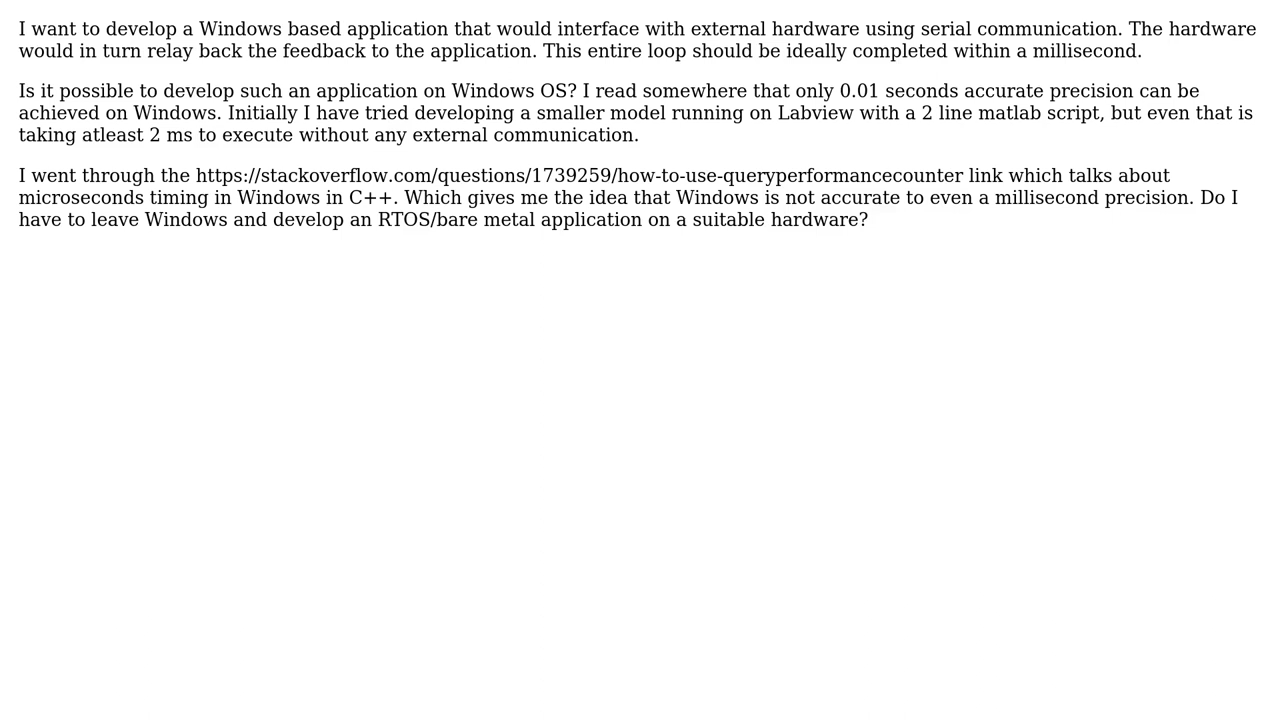 I want to develop a Windows based application that would interface with external hardware using serial communication. The hardware
would in turn relay back the feedback to the application. This entire loop should be ideally completed within a millisecond.
Is it possible to develop such an application on Windows OS? I read somewhere that only 0.01 seconds accurate precision can be
achieved on Windows. Initially I have tried developing a smaller model running on Labview with a 2 line matlab script, but even that is
taking atleast 2 ms to execute without any external communication.
I went through the https://stackoverflow.com/questions/1739259/how-to-use-queryperformancecounter link which talks about
microseconds timing in Windows in C++. Which gives me the idea that Windows is not accurate to even a millisecond precision. Do I
have to leave Windows and develop an RTOS/bare metal application on a suitable hardware?